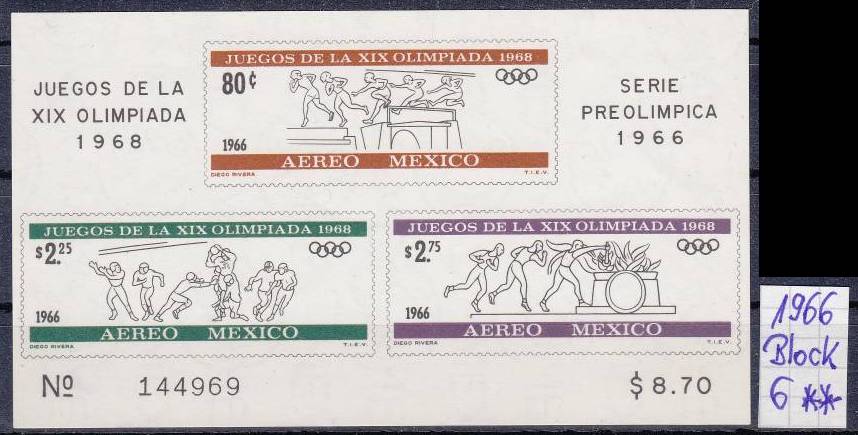 JUEGOS DE LA
XIX OLIMPIADA
1968
JUEGOS DE LA XIX OLIMPIADA 1968
80¢
1966
AEREO MEXICO
DIEGO RIVERA T.I.E.V.
SERIE
PREOLIMPICA
1966
JUEGOS DE LA XIX OLIMPIADA 1968
$2.25
1966
AEREO MEXICO
DIEGO RIVERA T.I.E.V.
JUEGOS DE LA XIX OLIMPIADA 1968
$2.75
1966
AEREO MEXICO
DIEGO RIVERA T.I.E.V.
Nº 144969 $8.70
1966
Block
6 **